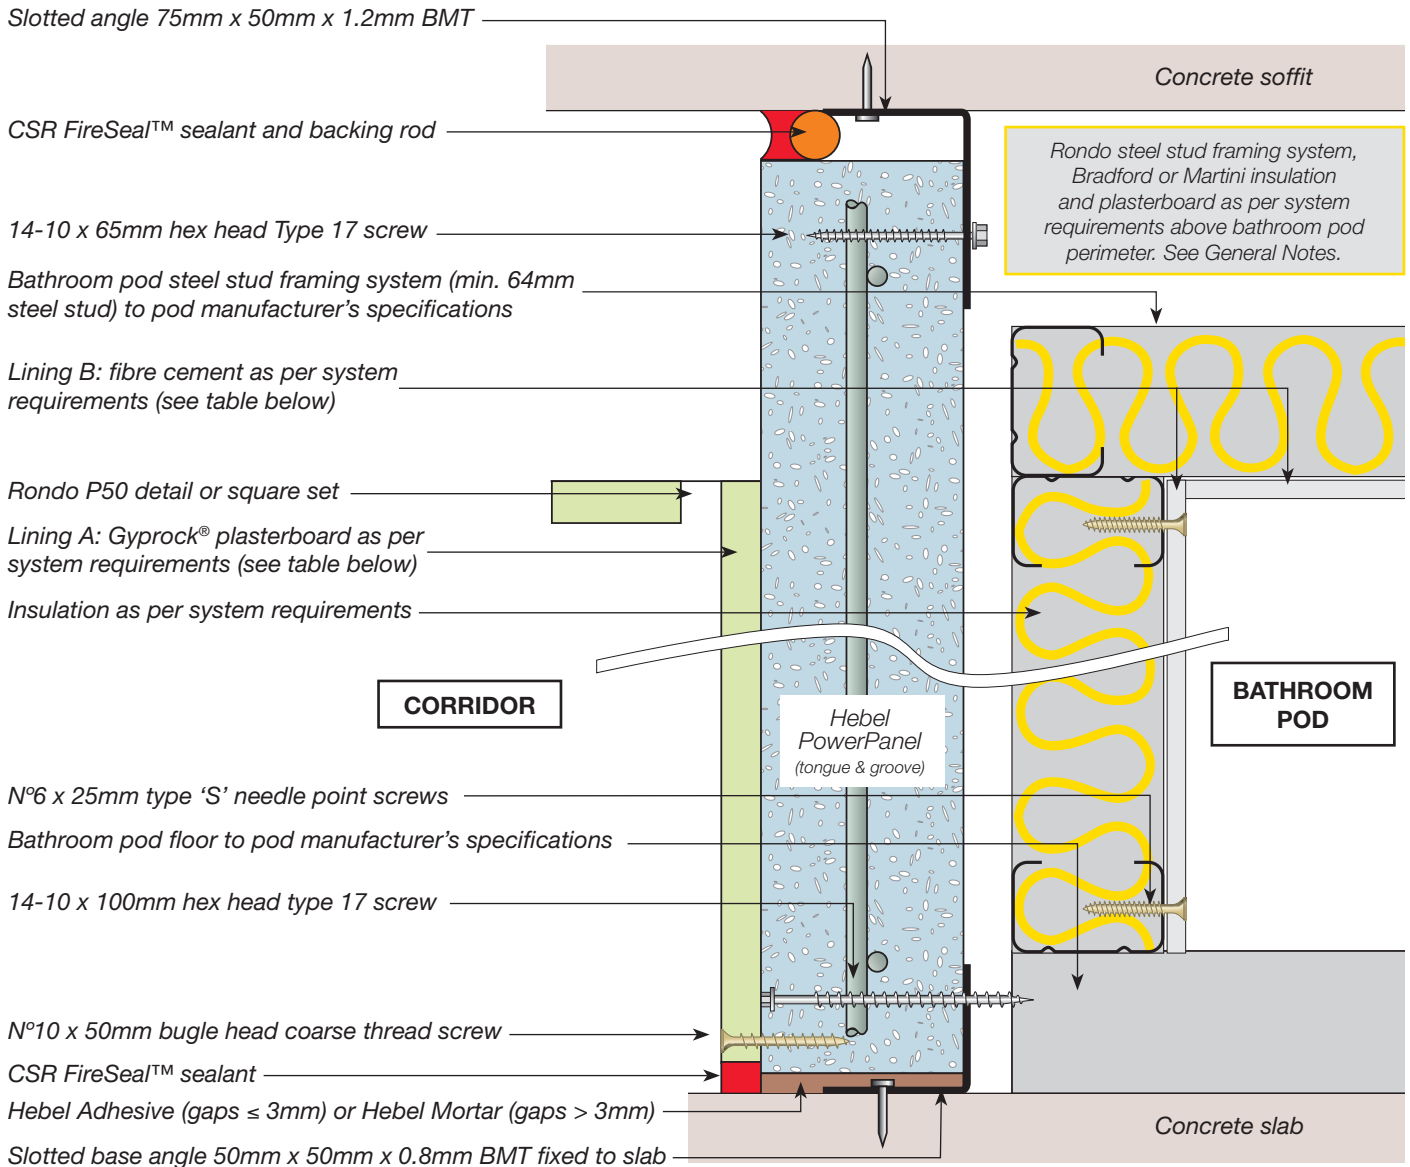 Slotted angle 75mm x 50mm x 1.2mm BMT
Concrete soffit
CSR FireSeal™ sealant and backing rod
Rondo steel stud framing system,
Bradford or Martini insulation
and plasterboard as per system
requirements above bathroom pod
perimeter. See General Notes.
14-10 x 65mm hex head Type 17 screw
Bathroom pod steel stud framing system (min. 64mm
steel stud) to pod manufacturer’s specifications
Lining B: fibre cement as per system
requirements (see table below)
Rondo P50 detail or square set
Lining A: Gyprock® plasterboard as per
system requirements (see table below)
Insulation as per system requirements
CORRIDOR
Hebel
PowerPanel
(tongue & groove)
BATHROOM
POD
Nº6 x 25mm type ‘S’ needle point screws
Bathroom pod floor to pod manufacturer’s specifications
14-10 x 100mm hex head type 17 screw
Nº10 x 50mm bugle head coarse thread screw
CSR FireSeal™ sealant
Hebel Adhesive (gaps ≤ 3mm) or Hebel Mortar (gaps > 3mm)
Concrete slab
Slotted base angle 50mm x 50mm x 0.8mm BMT fixed to slab